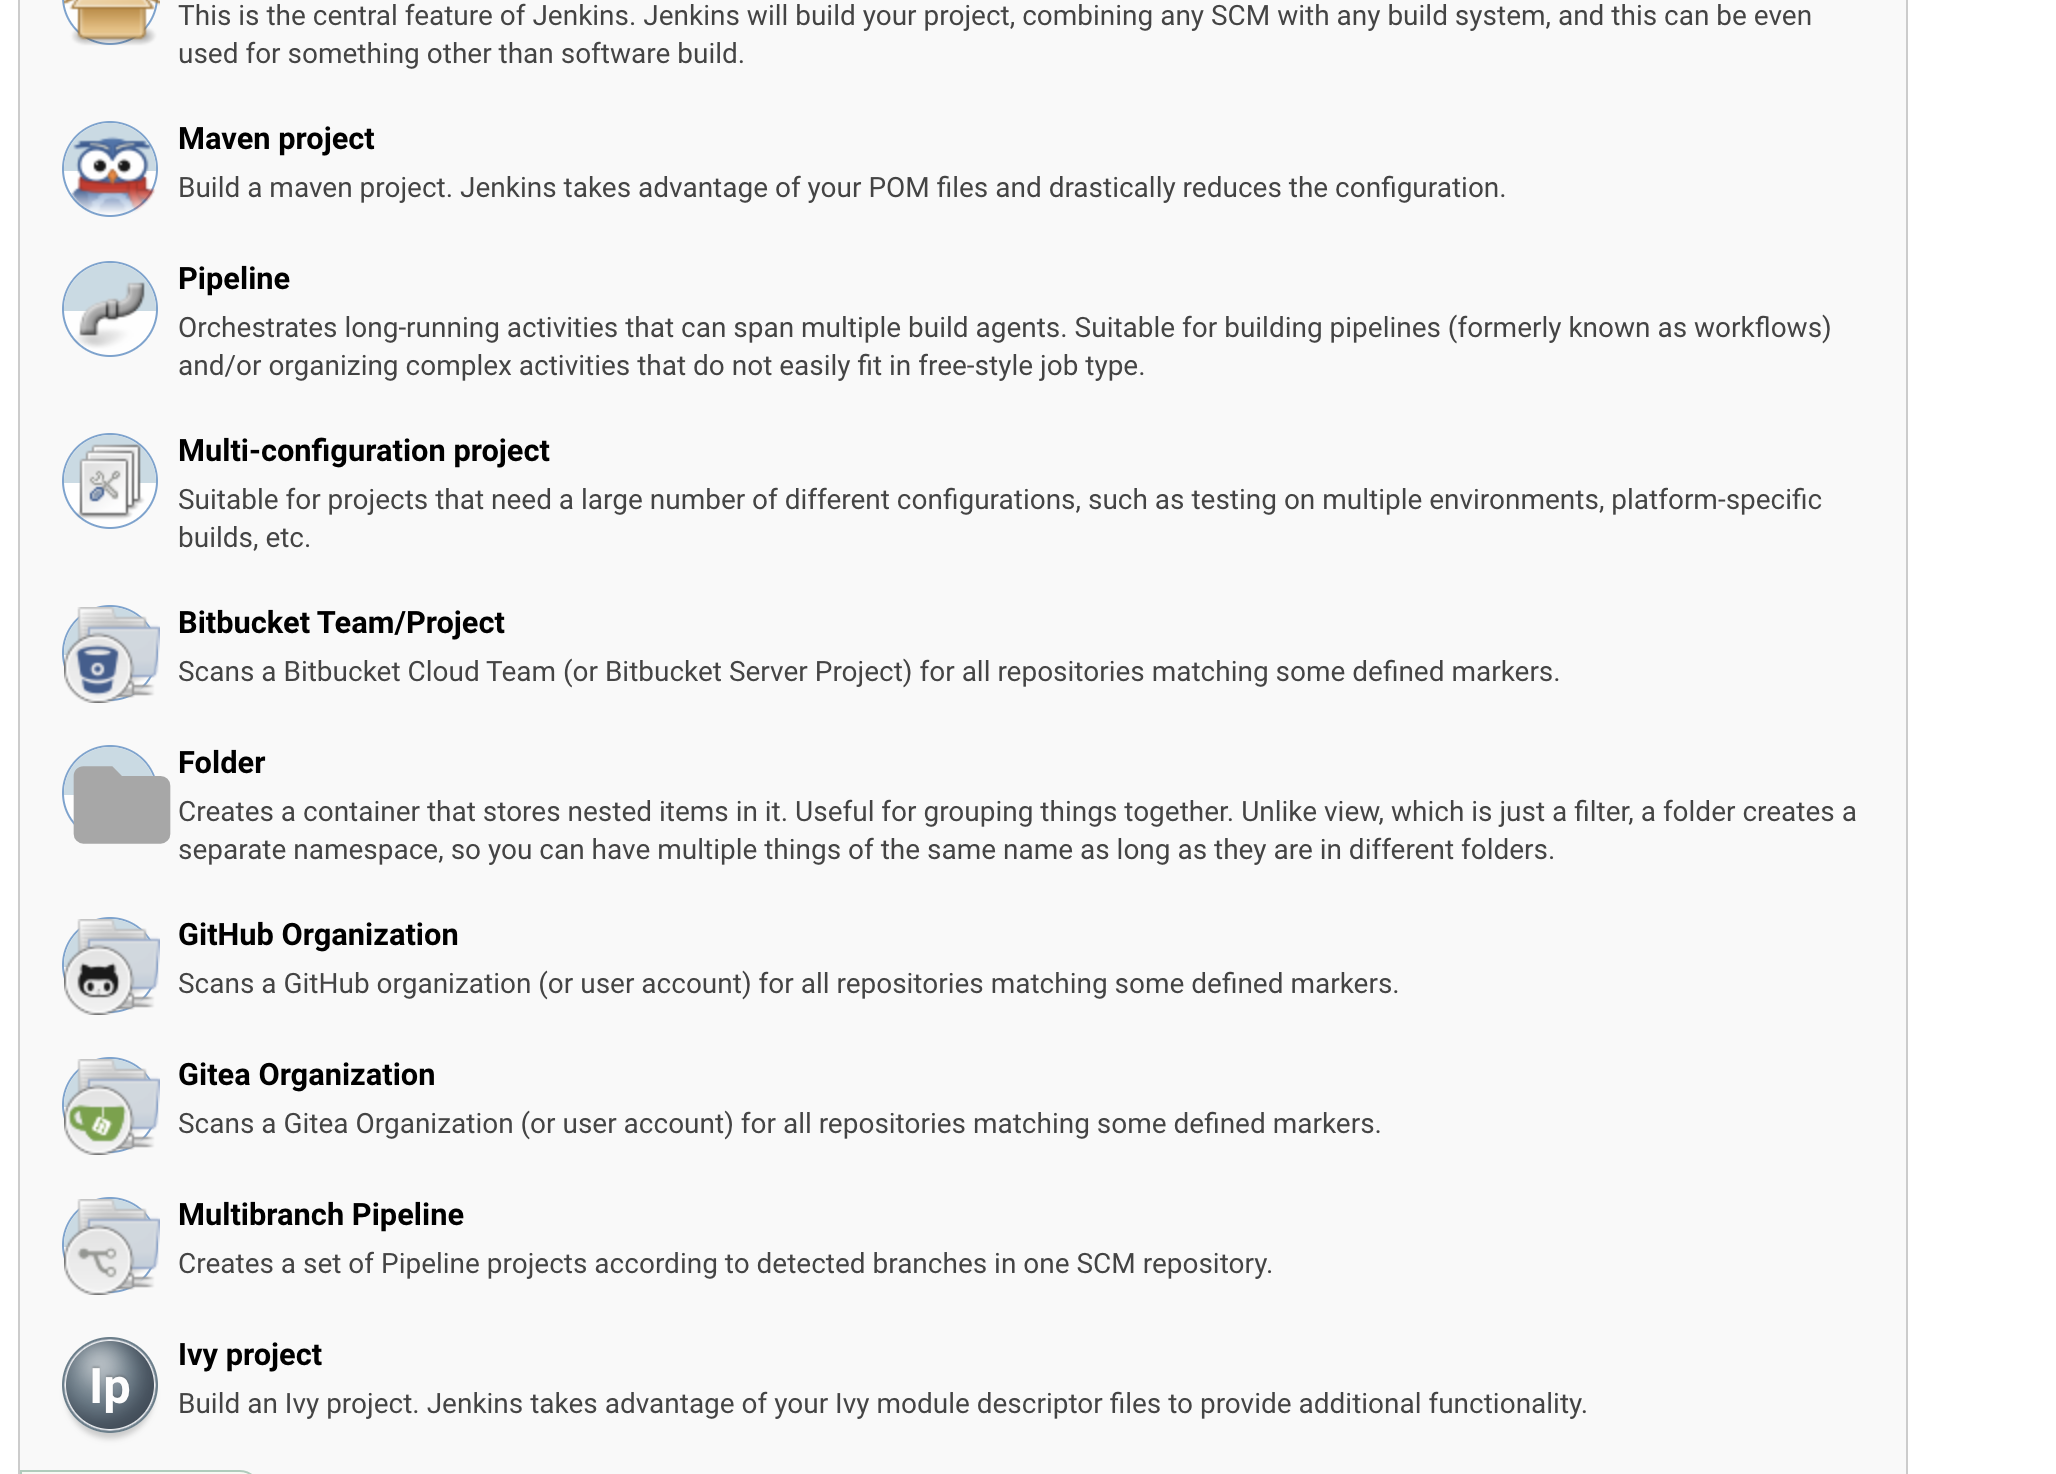 This is the central feature of Jenkins. Jenkins will build your project, combining any SCM with any build system, and this can be even
used for something other than software build.
Maven project
Build a maven project. Jenkins takes advantage of your POM files and drastically reduces the configuration.
Pipeline
Orchestrates long-running activities that can span multiple build agents. Suitable for building pipelines (formerly known as workflows)
and/or organizing complex activities that do not easily fit in free-style job type.
Multi-configuration project
Suitable for projects that need a large number of different configurations, such as testing on multiple environments, platform-specific
builds, etc.
Bitbucket Team/Project
Scans a Bitbucket Cloud Team (or Bitbucket Server Project) for all repositories matching some defined markers.
Folder
Creates a container that stores nested items in it. Useful for grouping things together. Unlike view, which is just a filter, a folder creates a
separate namespace, so you can have multiple things of the same name as long as they are in different folders.
GitHub Organization
Scans a GitHub organization (or user account) for all repositories matching some defined markers.
Gitea Organization
Scans a Gitea Organization (or user account) for all repositories matching some defined markers.
Multibranch Pipeline
Creates a set of Pipeline projects according to detected branches in one SCM repository.
Ip
Ivy project
Build an Ivy project. Jenkins takes advantage of your Ivy module descriptor files to provide additional functionality.